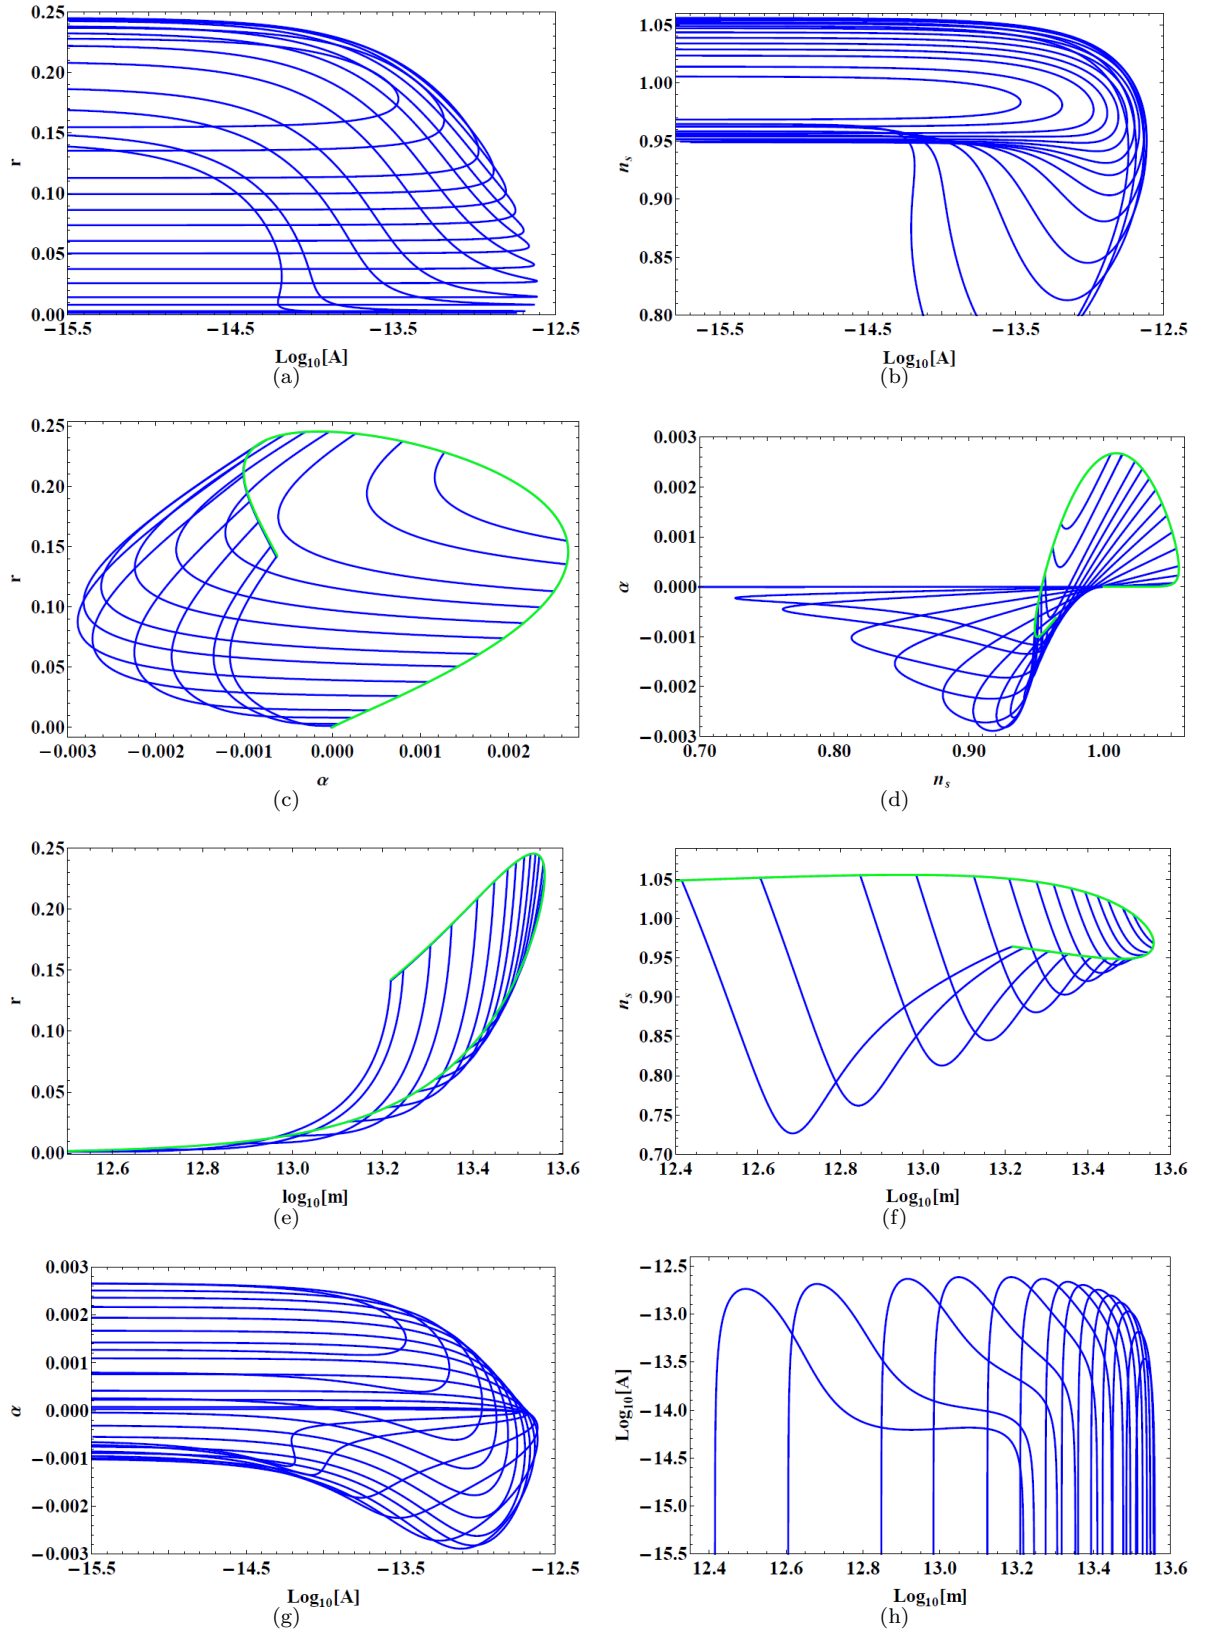 0.25
0.20
0.15
0.10
0.05
0.00
r
−15.5 −14.5 −13.5 −12.5
Log10[A]
(a)
1.05
1.00
0.95
0.90
0.85
0.80
ns
−15.5 −14.5 −13.5 −12.5
Log10[A]
(b)
0.25
0.20
0.15
0.10
0.05
0.00
r
−0.003 −0.002 −0.001 0.000 0.001 0.002
α
(c)
0.003
0.002
0.001
0.000
−0.001
−0.002
−0.003
α
0.70 0.80 0.90 1.00
ns
(d)
0.25
0.20
0.15
0.10
0.05
0.00
r
12.6 12.8 13.0 13.2 13.4 13.6
log10[m]
(e)
1.05
1.00
0.95
0.90
0.85
0.80
0.75
0.70
ns
12.4 12.6 12.8 13.0 13.2 13.4 13.6
Log10[m]
(f)
0.003
0.002
0.001
0.000
−0.001
−0.002
−0.003
α
−15.5 −14.5 −13.5 −12.5
Log10[A]
(g)
−12.5
−13.0
−13.5
−14.0
−14.5
−15.0
−15.5
Log10[A]
12.4 12.6 12.8 13.0 13.2 13.4 13.6
Log10[m]
(h)